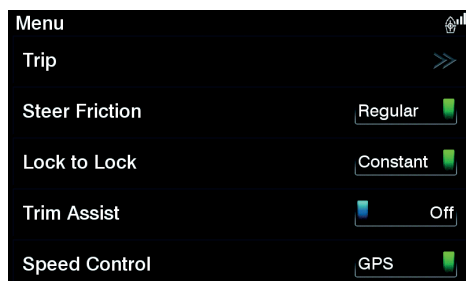 Menu
Trip
Steer Friction Regular
Lock to Lock Constant
Trim Assist Off
Speed Control GPS